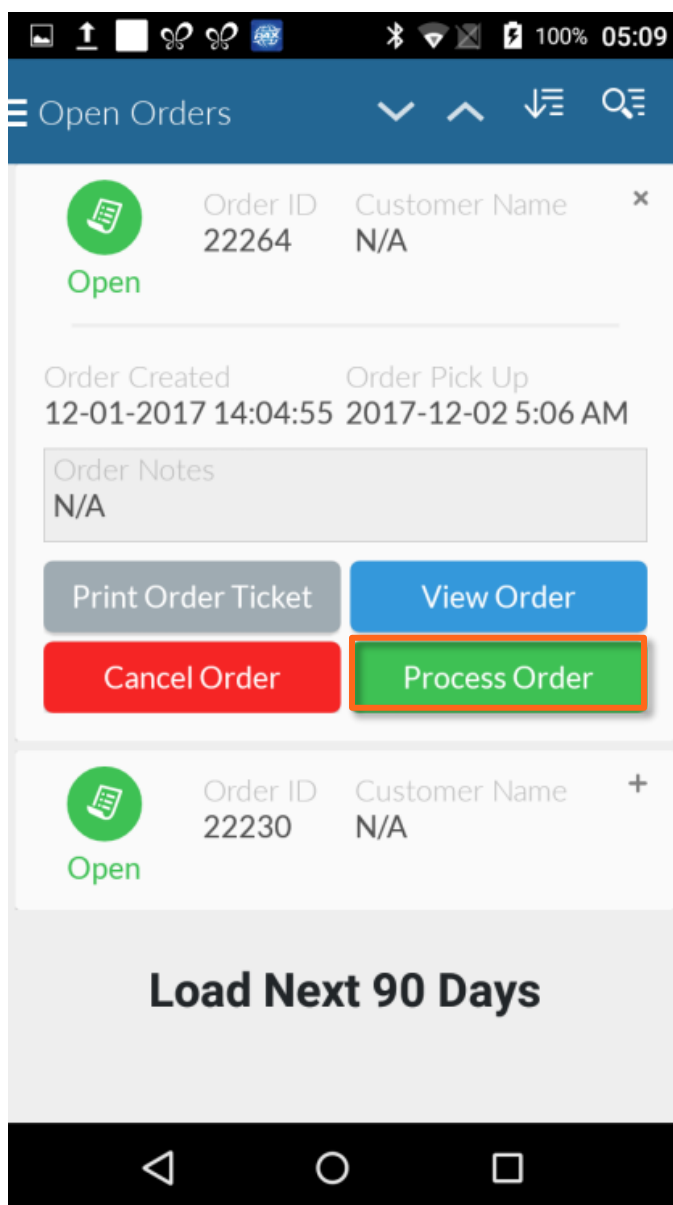 PAX 100% 05:09
Open Orders
Order ID Customer Name ×
22264 N/A
Open
Order Created Order Pick Up
12-01-2017 14:04:55 2017-12-02 5:06 AM
Order Notes
N/A
Print Order Ticket View Order
Cancel Order Process Order
Order ID Customer Name +
22230 N/A
Open
Load Next 90 Days